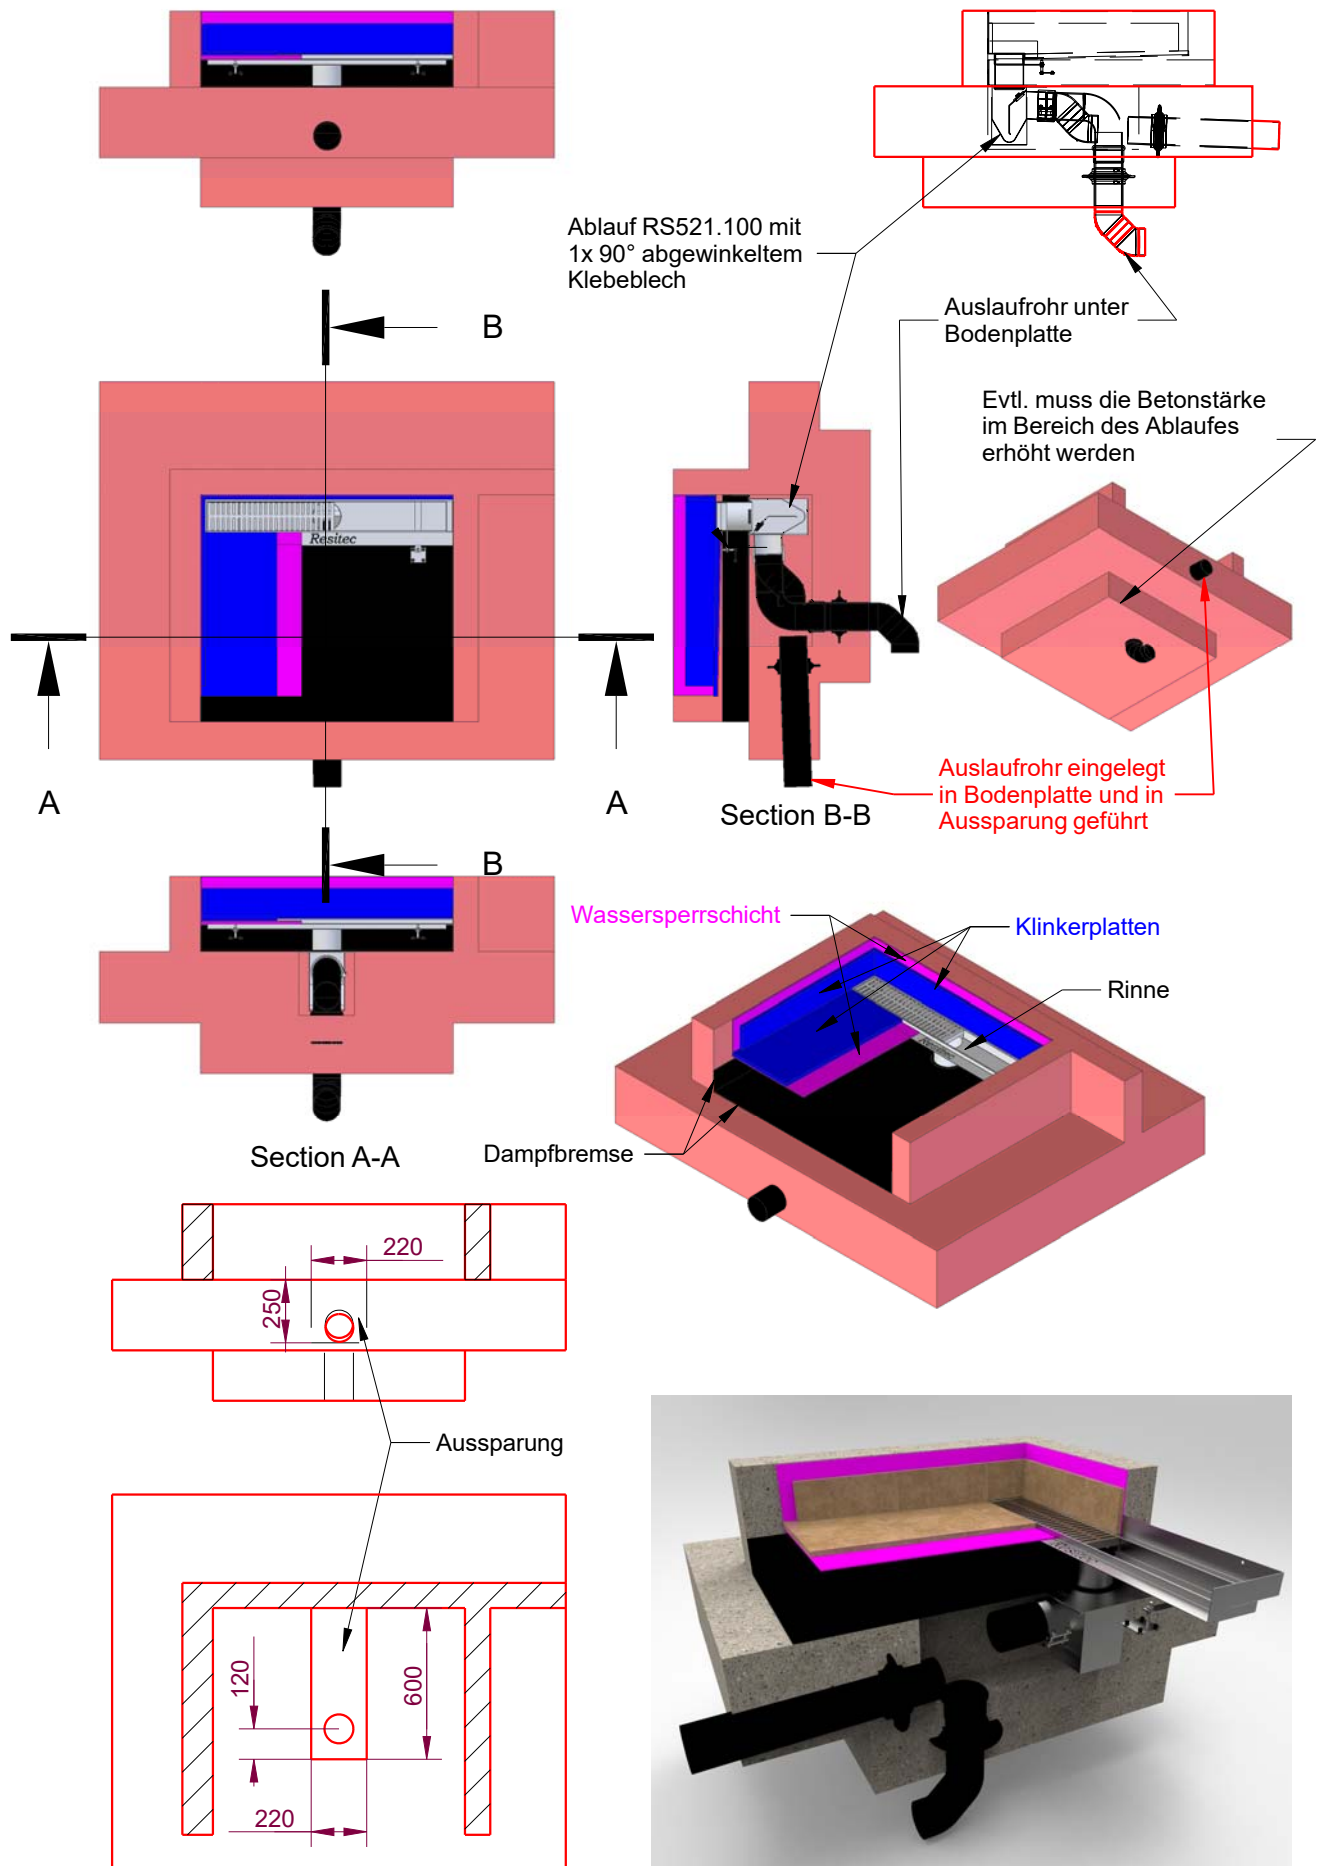 Ablauf RS521.100 mit
1x 90° abgewinkeltem
Klebeblech
Auslaufrohr unter
Bodenplatte
B
Evtl. muss die Betonstärke
im Bereich des Ablaufes
erhöht werden
Resitec
A
A
Section B-B
Auslaufrohr eingelegt
in Bodenplatte und in
Aussparung geführt
B
Wassersperrschicht
Klinkerplatten
Rinne
Resitec
Dampfbremse
Section A-A
220
250
Aussparung
120
600
220
Resitec